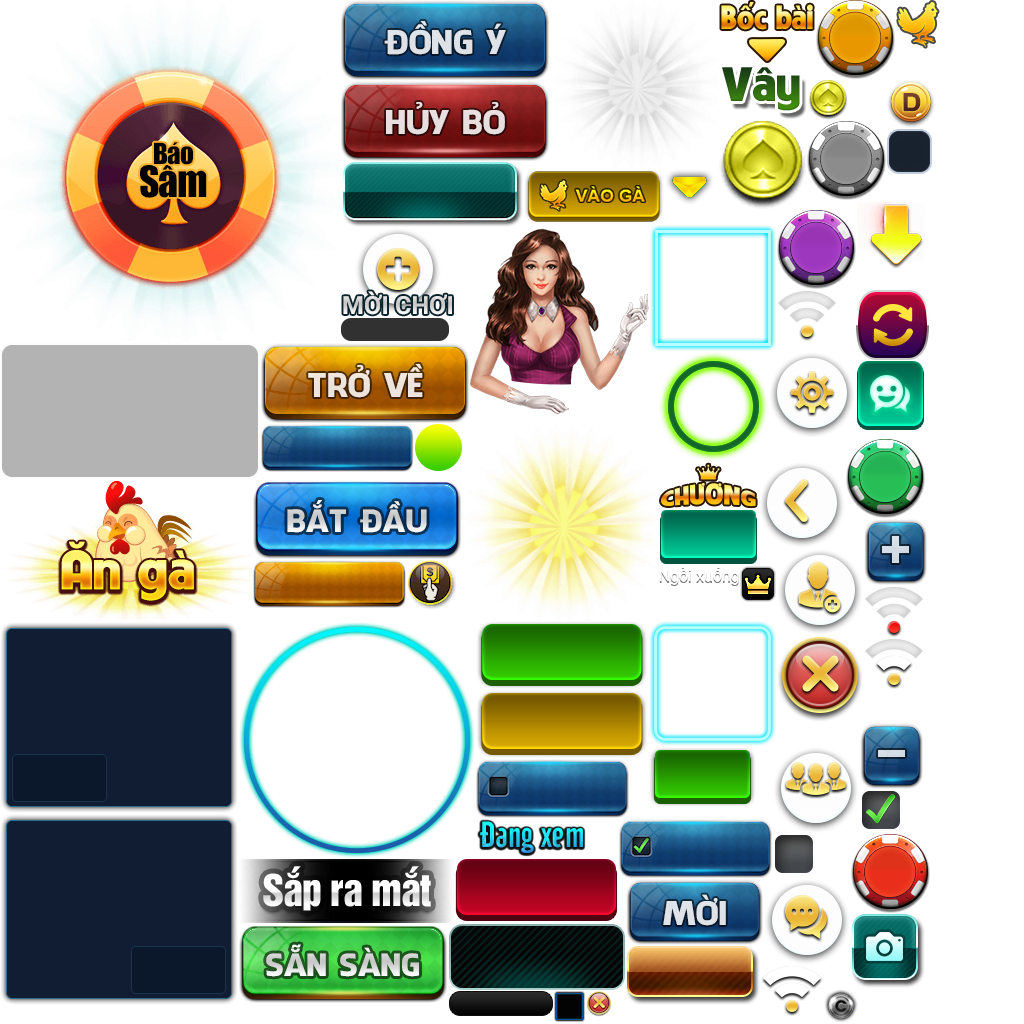 ĐỒNG Ý
Bốc bài
HỦY BỎ
Vây
D
Báo
Sâm
VÀO GÀ
MỜI CHƠI
TRỞ VỀ
CHƯƠNG
BẮT ĐẦU
Ăn gà
$
Ngồi xuống
Đang xem
Sắp ra mắt
MỜI
SẴN SÀNG
C